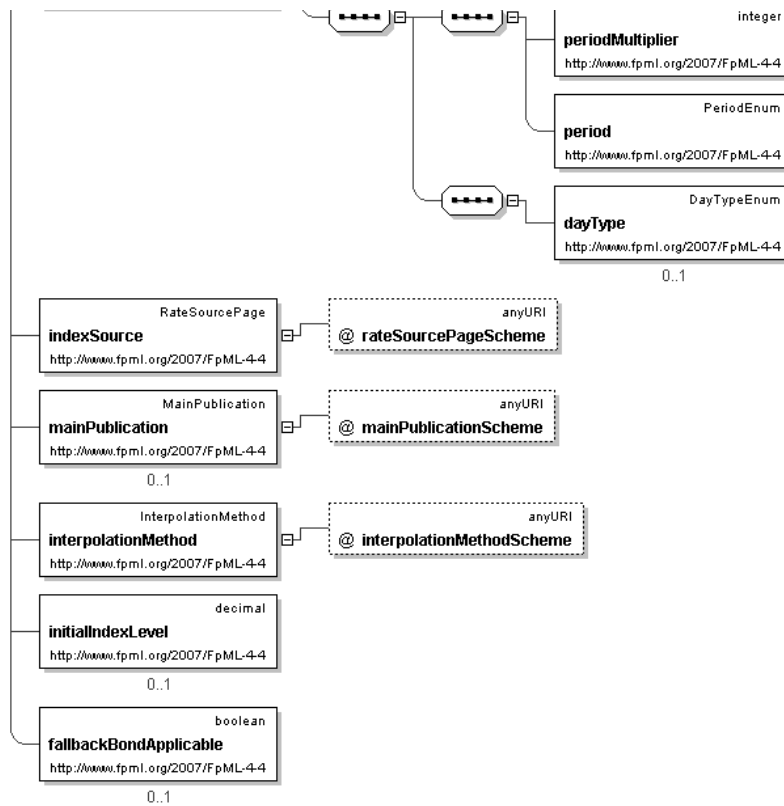 integer
periodMultiplier
http://www.fpml.org/2007/FpML-4-4
PeriodEnum
period
http://www.fpml.org/2007/FpML-4-4
DayTypeEnum
dayType
http://www.fpml.org/2007/FpML-4-4
0..1
RateSourcePage
indexSource
http://www.fpml.org/2007/FpML-4-4
anyURI
@ rateSourcePageScheme
MainPublication
mainPublication
http://www.fpml.org/2007/FpML-4-4
0..1
anyURI
@ mainPublicationScheme
InterpolationMethod
interpolationMethod
http://www.fpml.org/2007/FpML-4-4
anyURI
@ interpolationMethodScheme
decimal
initialIndexLevel
http://www.fpml.org/2007/FpML-4-4
0..1
boolean
fallbackBondApplicable
http://www.fpml.org/2007/FpML-4-4
0..1